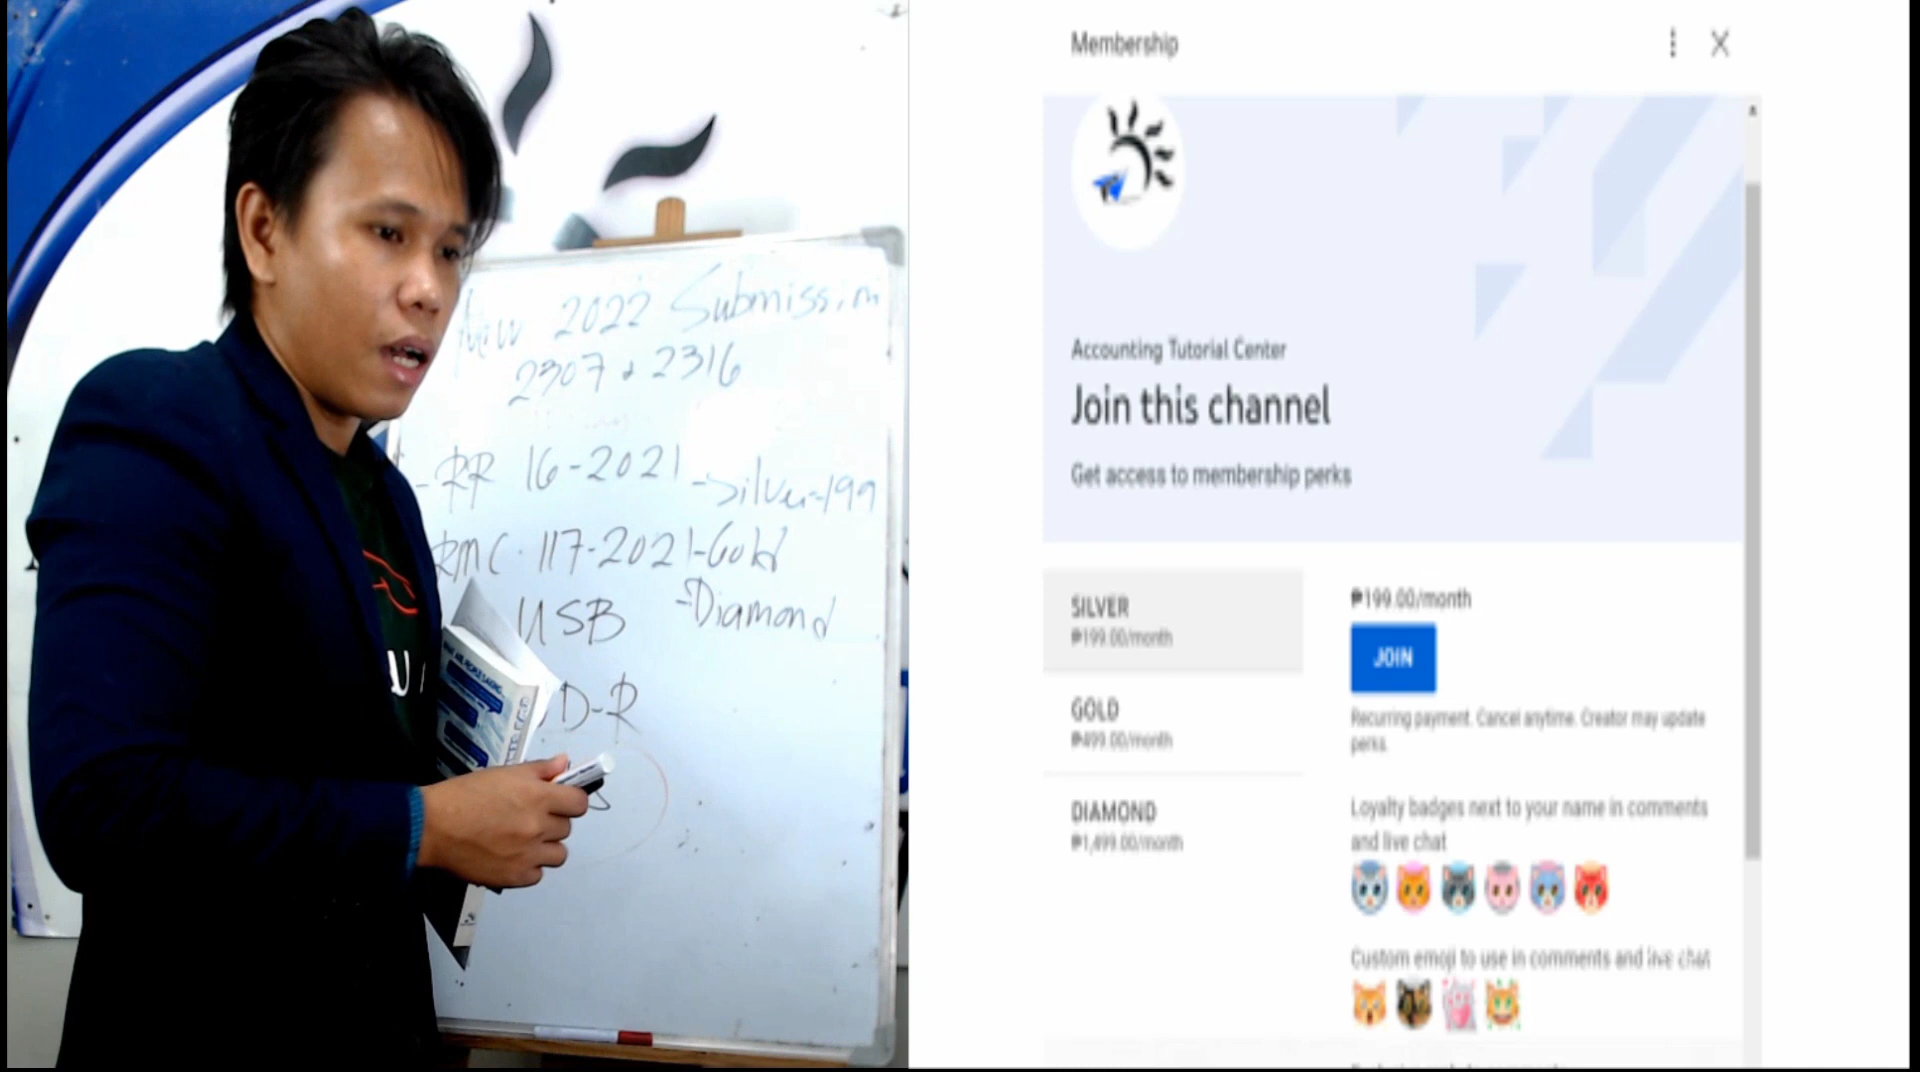 New 2022 Submission
2307 & 2316
- RR 16-2021
- Silver-199
RMC. 117-2021
-Gold
-Diamond
USB
D-R
Membership
Accounting Tutorial Center
Join this channel
Get access to membership perks
SILVER
₱199.00/month
GOLD
₱499.00/month
DIAMOND
₱1,499.00/month
₱199.00/month
JOIN
Recurring payment. Cancel anytime. Creator may update
perks.
Loyalty badges next to your name in comments
and live chat
Custom emoji to use in comments and live chat